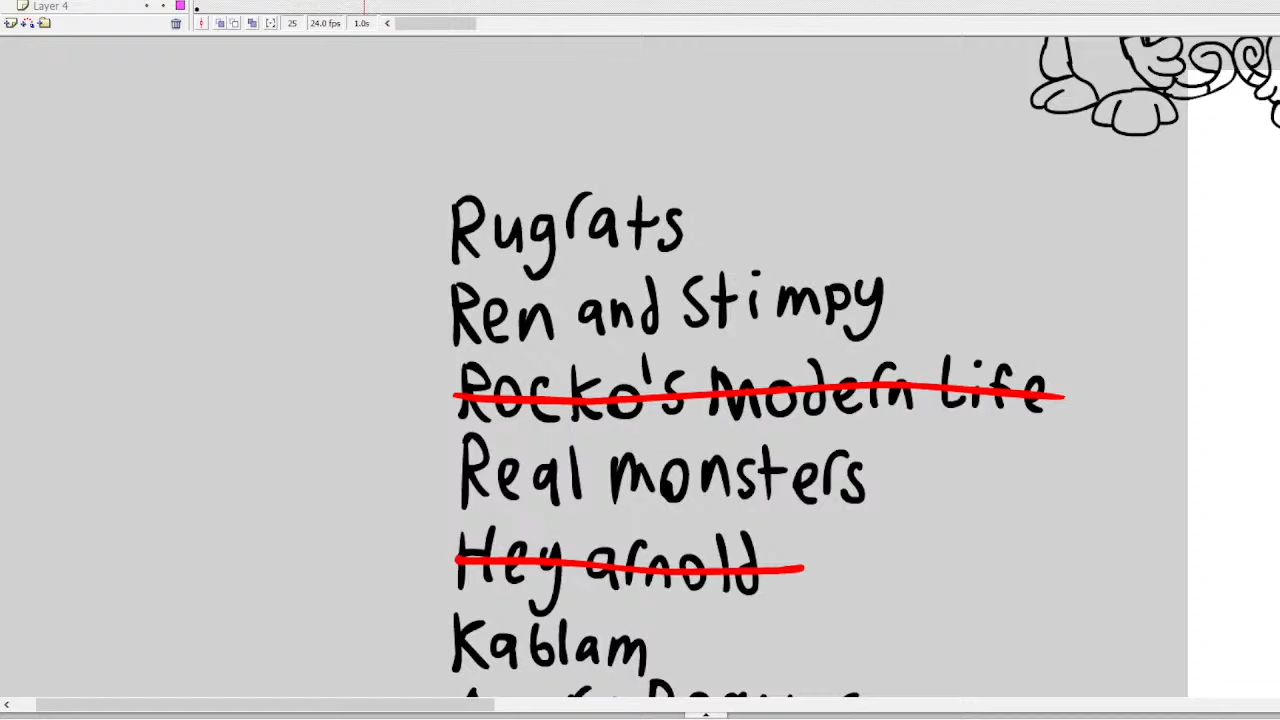 Layer 4
25 24.0 fps 1.0s
Rugrats
Ren and Stimpy
Rocko's Modern Life
Real monsters
Hey arnold
Kablam